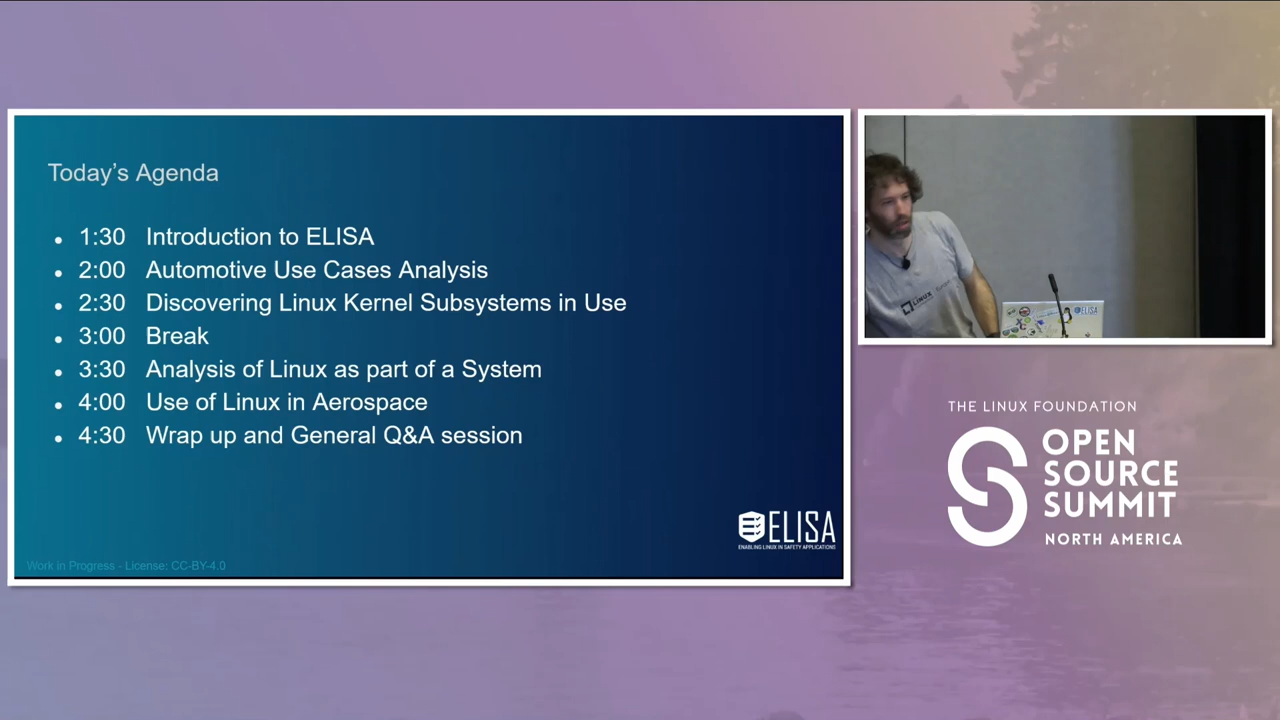 Today's Agenda
• 1:30 Introduction to ELISA
• 2:00 Automotive Use Cases Analysis
• 2:30 Discovering Linux Kernel Subsystems in Use
• 3:00 Break
• 3:30 Analysis of Linux as part of a System
• 4:00 Use of Linux in Aerospace
• 4:30 Wrap up and General Q&A session
ELISA
ENABLING LINUX IN SAFETY APPLICATIONS
Work in Progress - License: CC-BY-4.0
LINUX
ELISA
THE LINUX FOUNDATION
OPEN
SOURCE
SUMMIT
NORTH AMERICA